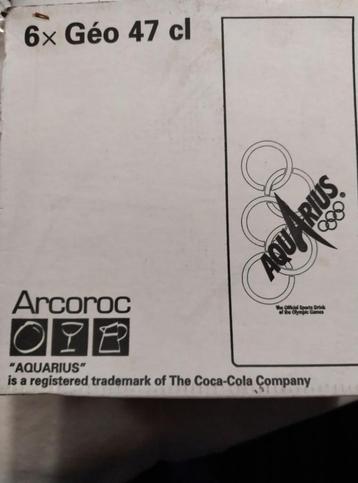 6x Géo 47 cl
AQUARIUS®
The Official Sports Drink
of the Olympic Games
Arcoroc
"AQUARIUS"
is a registered trademark of The Coca-Cola Company